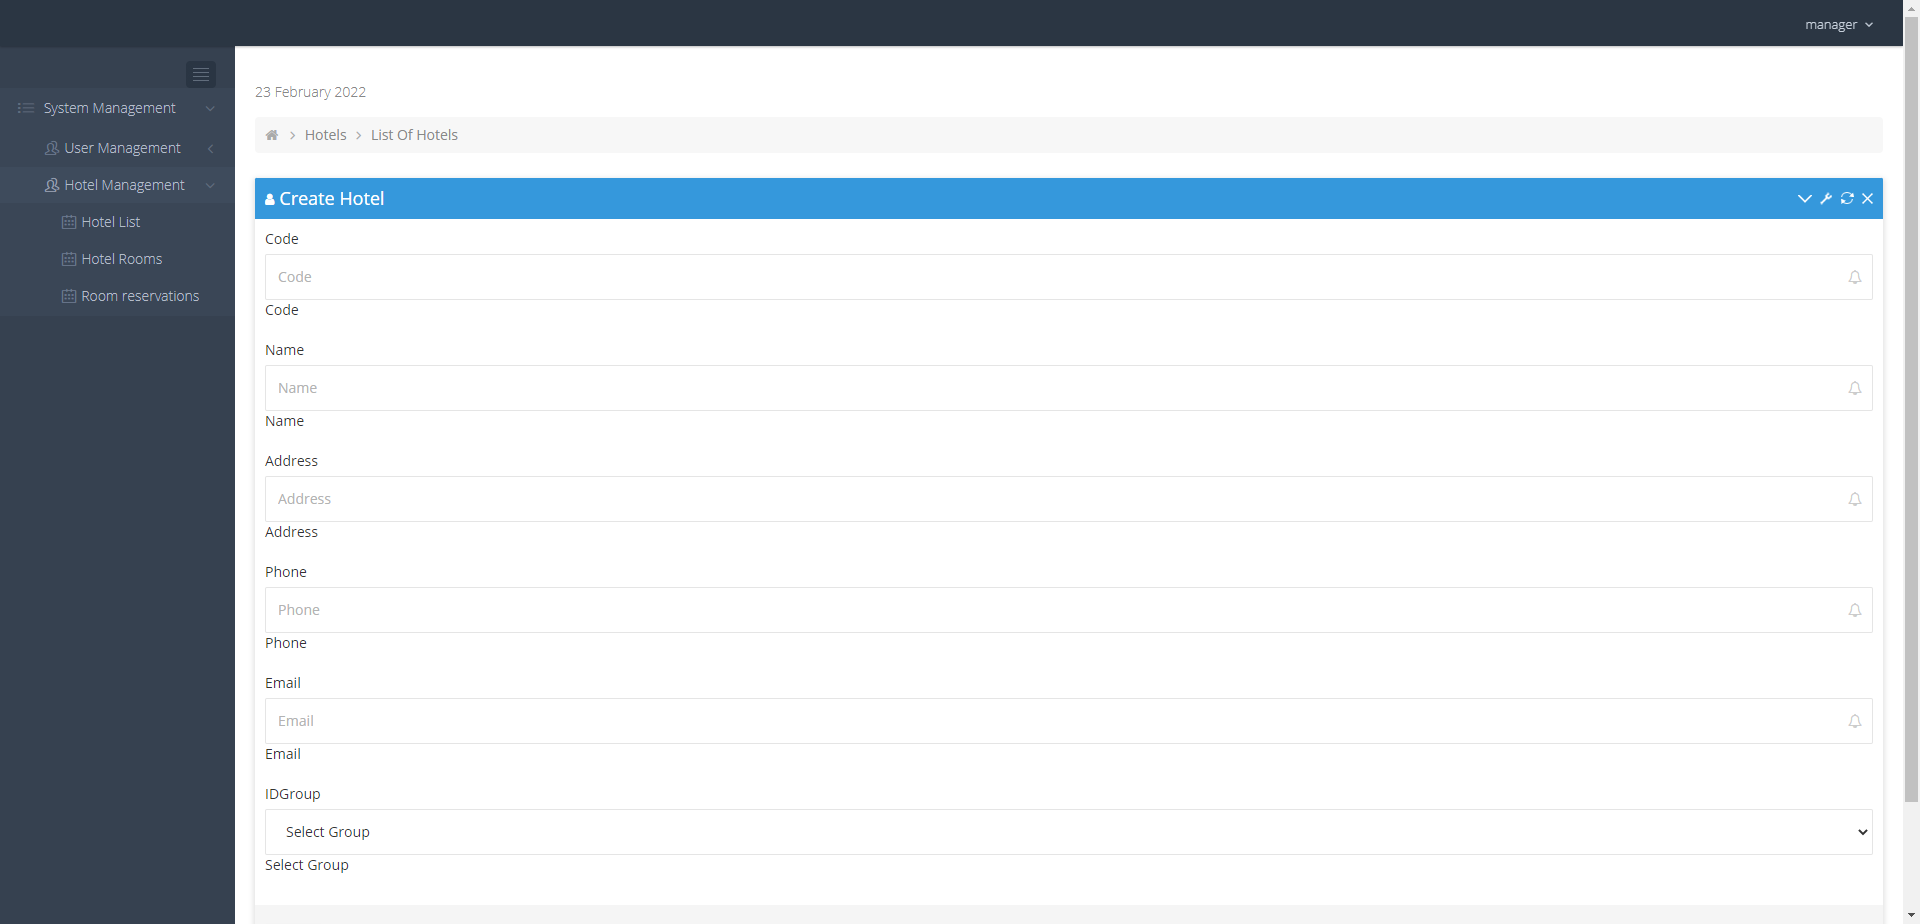 manager
System Management
User Management
Hotel Management
Hotel List
Hotel Rooms
Room reservations
23 February 2022
Hotels List Of Hotels
Create Hotel
Code
Code
Code
Name
Name
Name
Address
Address
Address
Phone
Phone
Phone
Email
Email
Email
IDGroup
Select Group
Select Group